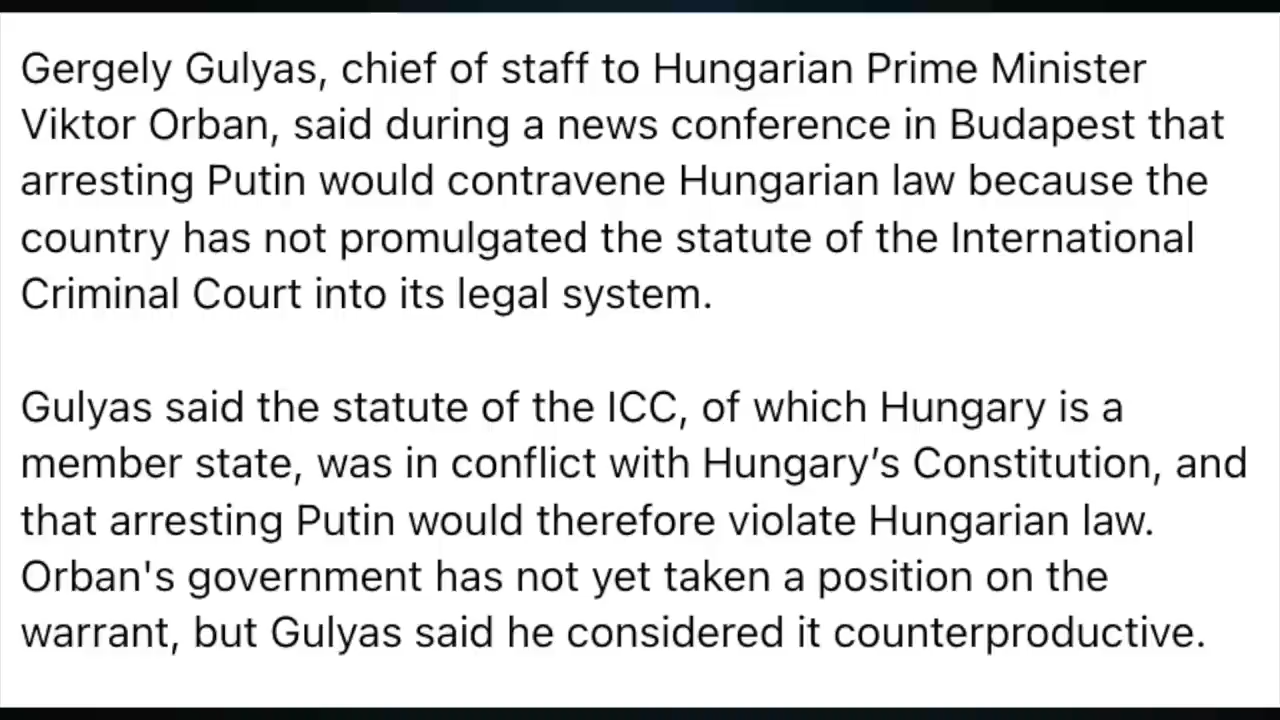 Gergely Gulyas, chief of staff to Hungarian Prime Minister
Viktor Orban, said during a news conference in Budapest that
arresting Putin would contravene Hungarian law because the
country has not promulgated the statute of the International
Criminal Court into its legal system.
Gulyas said the statute of the ICC, of which Hungary is a
member state, was in conflict with Hungary’s Constitution, and
that arresting Putin would therefore violate Hungarian law.
Orban's government has not yet taken a position on the
warrant, but Gulyas said he considered it counterproductive.